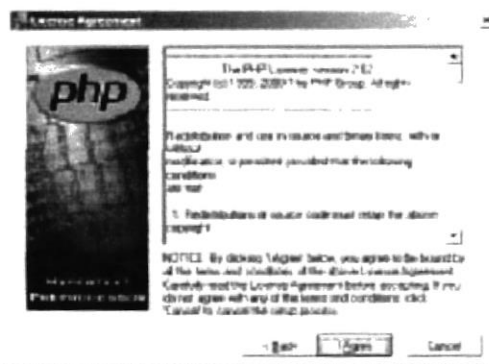 License Agreement
php
The PHP License, version 2.02
Copyright (c) 1999, 2000 The PHP Group. All rights
reserved.
Redistribution and use in source and binary forms, with or
without
modification, is permitted provided that the following
conditions
are met:
1. Redistributions of source code must retain the above
copyright
NOTICE: By clicking 'I Agree' below, you agree to be bound by
all the terms and conditions of the above License Agreement.
Carefully read the License Agreement before accepting. If you
do not agree with any of the terms and conditions, click
'Cancel' to cancel the setup process.
< Back
I Agree
Cancel